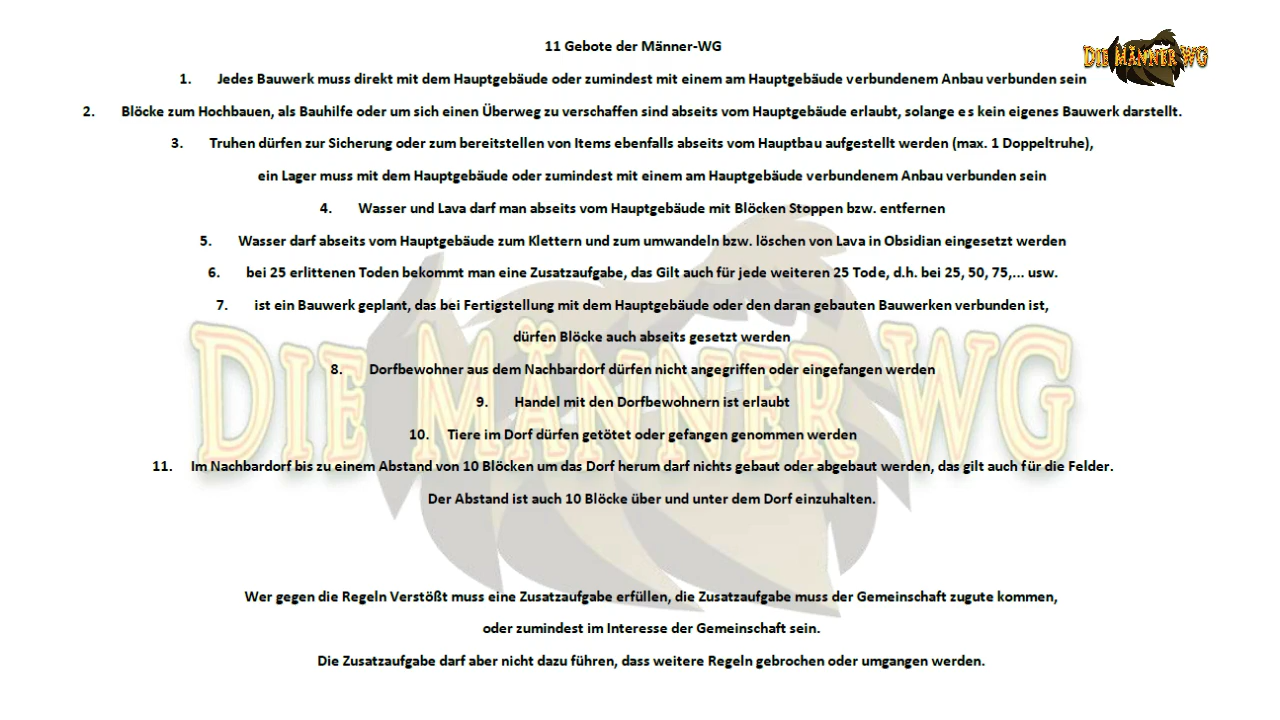 11 Gebote der Männer-WG
DIE MÄNNER WG
1. Jedes Bauwerk muss direkt mit dem Hauptgebäude oder zumindest mit einem am Hauptgebäude verbundenem Anbau verbunden sein
2. Blöcke zum Hochbauen, als Bauhilfe oder um sich einen Überweg zu verschaffen sind abseits vom Hauptgebäude erlaubt, solange es kein eigenes Bauwerk darstellt.
3. Truhen dürfen zur Sicherung oder zum bereitstellen von Items ebenfalls abseits vom Hauptbau aufgestellt werden (max. 1 Doppeltruhe),
ein Lager muss mit dem Hauptgebäude oder zumindest mit einem am Hauptgebäude verbundenem Anbau verbunden sein
4. Wasser und Lava darf man abseits vom Hauptgebäude mit Blöcken Stoppen bzw. entfernen
5. Wasser darf abseits vom Hauptgebäude zum Klettern und zum umwandeln bzw. löschen von Lava in Obsidian eingesetzt werden
6. bei 25 erlittenen Toden bekommt man eine Zusatzaufgabe, das Gilt auch für jede weiteren 25 Tode, d.h. bei 25, 50, 75,... usw.
7. ist ein Bauwerk geplant, das bei Fertigstellung mit dem Hauptgebäude oder den daran gebauten Bauwerken verbunden ist,
dürfen Blöcke auch abseits gesetzt werden
8. Dorfbewohner aus dem Nachbardorf dürfen nicht angegriffen oder eingefangen werden
9. Handel mit den Dorfbewohnern ist erlaubt
10. Tiere im Dorf dürfen getötet oder gefangen genommen werden
DIE MÄNNER WG
11. Im Nachbardorf bis zu einem Abstand von 10 Blöcken um das Dorf herum darf nichts gebaut oder abgebaut werden, das gilt auch für die Felder.
Der Abstand ist auch 10 Blöcke über und unter dem Dorf einzuhalten.
Wer gegen die Regeln Verstößt muss eine Zusatzaufgabe erfüllen, die Zusatzaufgabe muss der Gemeinschaft zugute kommen,
oder zumindest im Interesse der Gemeinschaft sein.
Die Zusatzaufgabe darf aber nicht dazu führen, dass weitere Regeln gebrochen oder umgangen werden.